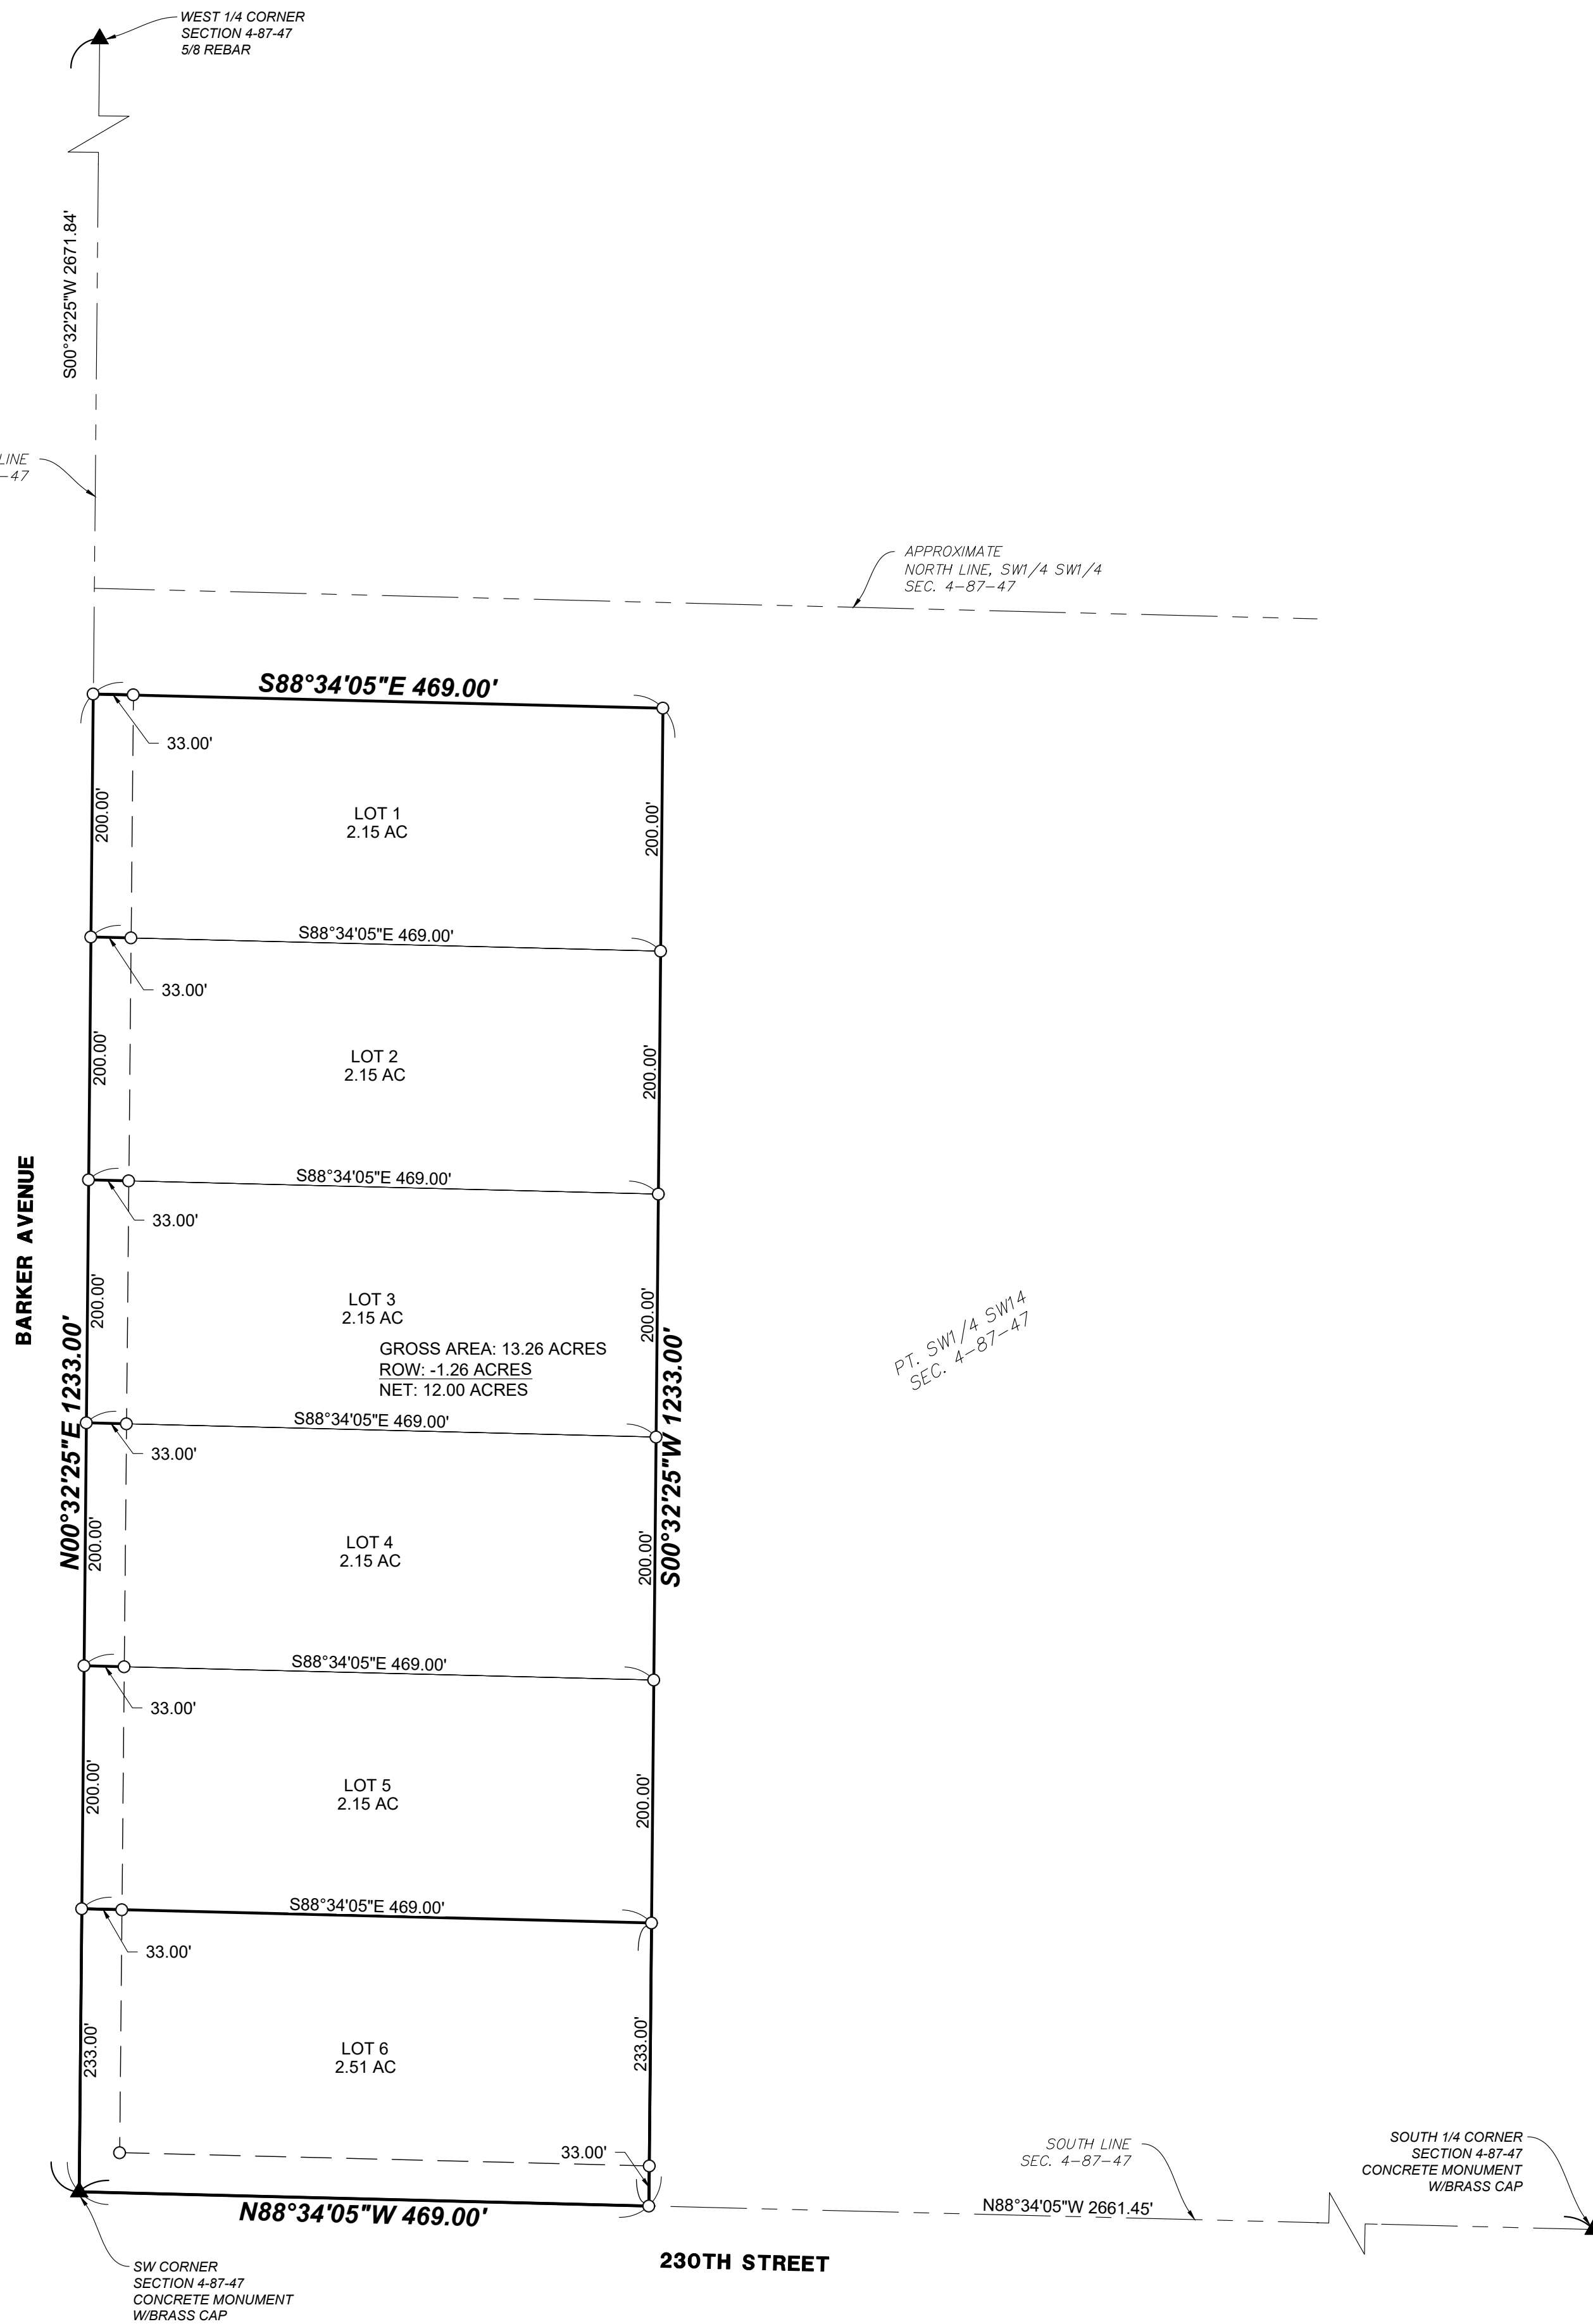 WEST 1/4 CORNER
SECTION 4-87-47
5/8 REBAR
S00°32'25"W 2671.84'
LINE
-47
APPROXIMATE
NORTH LINE, SW1/4 SW1/4
SEC. 4-87-47
S88°34'05"E 469.00'
33.00'
200.00'
LOT 1
2.15 AC
200.00'
S88°34'05"E 469.00'
33.00'
200.00'
LOT 2
2.15 AC
200.00'
S88°34'05"E 469.00'
33.00'
BARKER AVENUE
200.00'
LOT 3
2.15 AC
200.00'
GROSS AREA: 13.26 ACRES
ROW: -1.26 ACRES
NET: 12.00 ACRES
PT. SW1/4 SW14
SEC. 4-87-47
N00°32'25"E 1233.00'
S00°32'25"W 1233.00'
S88°34'05"E 469.00'
33.00'
200.00'
LOT 4
2.15 AC
200.00'
S88°34'05"E 469.00'
33.00'
200.00'
LOT 5
2.15 AC
200.00'
S88°34'05"E 469.00'
33.00'
233.00'
LOT 6
2.51 AC
233.00'
33.00'
SOUTH LINE
SEC. 4-87-47
SOUTH 1/4 CORNER
SECTION 4-87-47
CONCRETE MONUMENT
W/BRASS CAP
N88°34'05"W 469.00'
N88°34'05"W 2661.45'
230TH STREET
SW CORNER
SECTION 4-87-47
CONCRETE MONUMENT
W/BRASS CAP